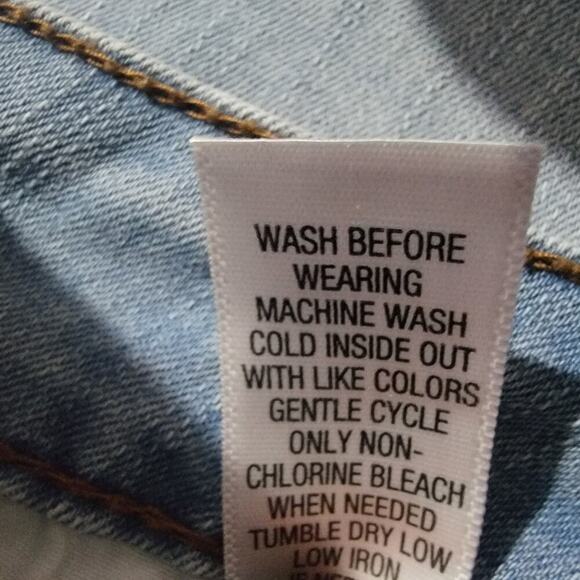 WASH BEFORE
WEARING
MACHINE WASH
COLD INSIDE OUT
WITH LIKE COLORS
GENTLE CYCLE
ONLY NON-
CHLORINE BLEACH
WHEN NEEDED
TUMBLE DRY LOW
LOW IRON